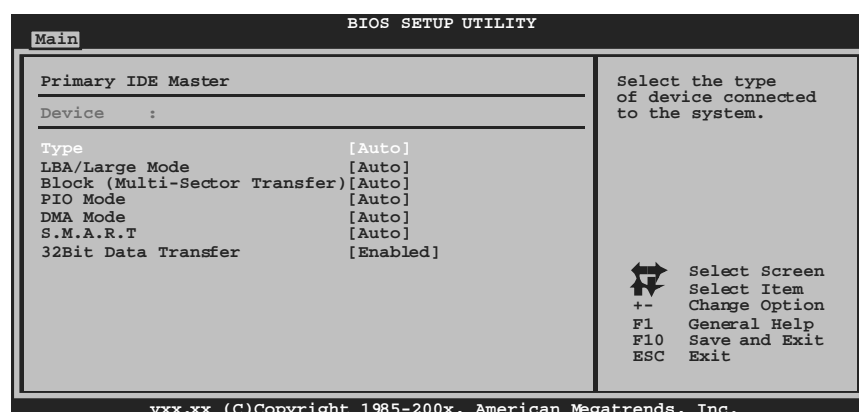 BIOS SETUP UTILITY
Main
Primary IDE Master
Device :
Type [Auto]
LBA/Large Mode [Auto]
Block (Multi-Sector Transfer)[Auto]
PIO Mode [Auto]
DMA Mode [Auto]
S.M.A.R.T [Auto]
32Bit Data Transfer [Enabled]
Select the type
of device connected
to the system.
Select Screen
Select Item
+- Change Option
F1 General Help
F10 Save and Exit
ESC Exit
vxx.xx (C)Copyright 1985-200x, American Megatrends, Inc.